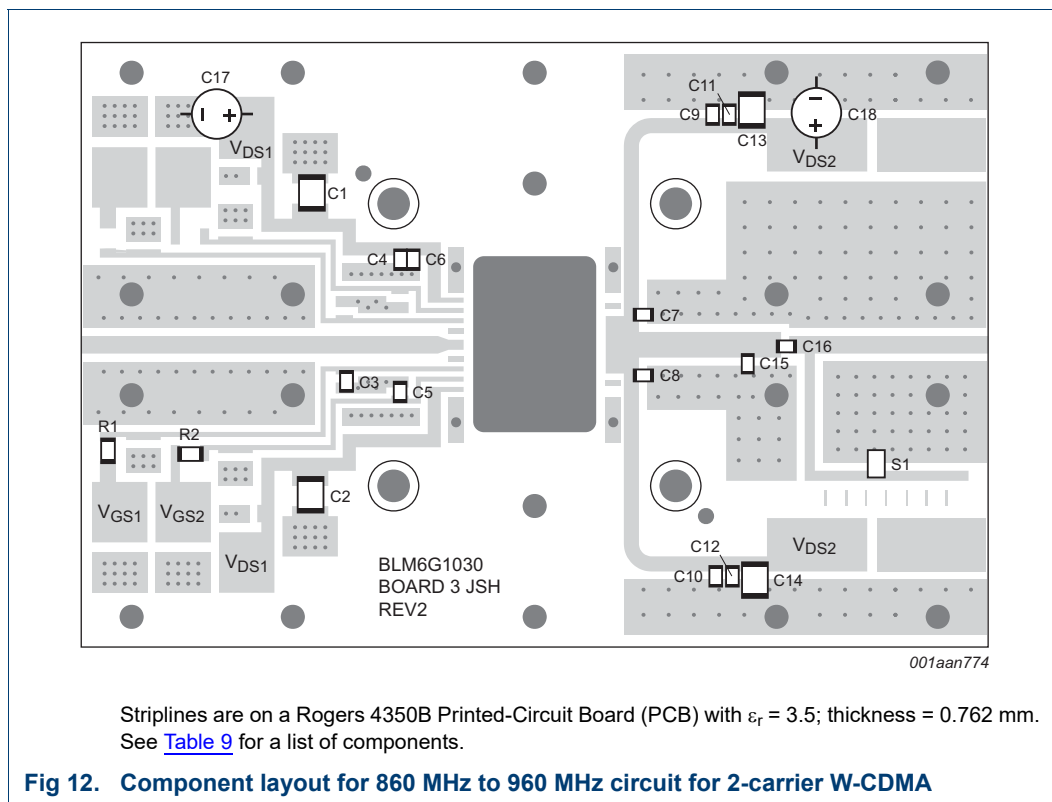 C17
C11
C9
C18
C13
VDS1
VDS2
C1
C4
C6
C7
C16
C15
C3
C5
C8
R1
R2
S1
C2
VGS1
VGS2
VDS1
VDS2
C12
C10
C14
BLM6G1030
BOARD 3 JSH
REV2
001aan774
Striplines are on a Rogers 4350B Printed-Circuit Board (PCB) with εr = 3.5; thickness = 0.762 mm.
See Table 9 for a list of components.
Fig 12. Component layout for 860 MHz to 960 MHz circuit for 2-carrier W-CDMA